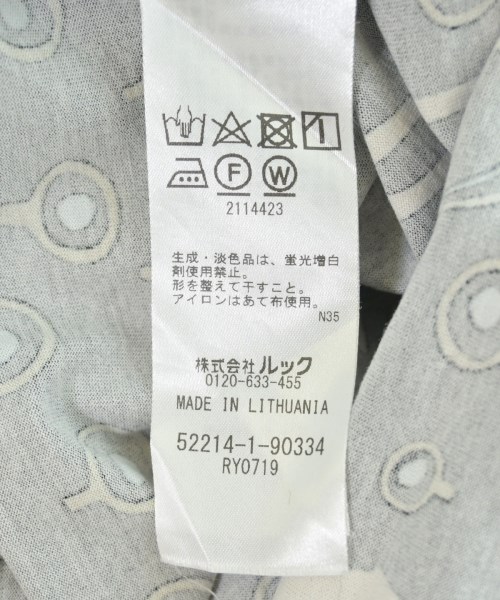 F W
2114423
生成・淡色品は、蛍光増白
剤使用禁止。
形を整えて干すこと。
アイロンはあて布使用。
N35
株式会社ルック
0120-633-455
MADE IN LITHUANIA
52214-1-90334
RY0719